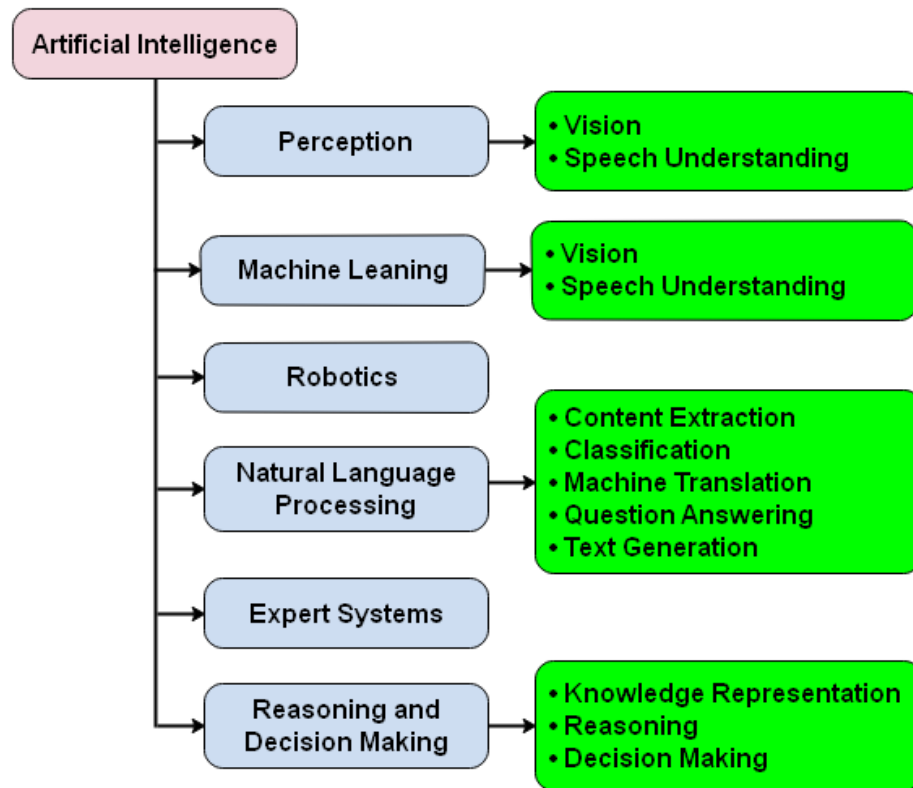 Artificial Intelligence
Perception
• Vision
• Speech Understanding
Machine Leaning
• Vision
• Speech Understanding
Robotics
Natural Language
Processing
• Content Extraction
• Classification
• Machine Translation
• Question Answering
• Text Generation
Expert Systems
Reasoning and
Decision Making
• Knowledge Representation
• Reasoning
• Decision Making